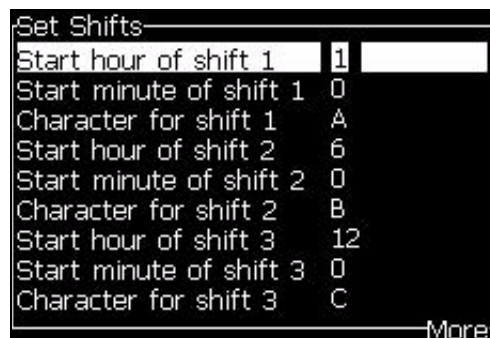 Set Shifts
Start hour of shift 1 1
Start minute of shift 1 0
Character for shift 1 A
Start hour of shift 2 6
Start minute of shift 2 0
Character for shift 2 B
Start hour of shift 3 12
Start minute of shift 3 0
Character for shift 3 C
More